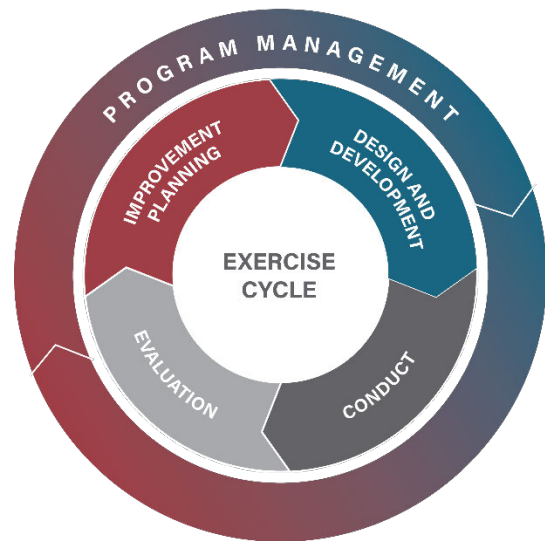 PROGRAM MANAGEMENT
IMPROVEMENT
PLANNING
DESIGN AND
DEVELOPMENT
EXERCISE
CYCLE
EVALUATION
CONDUCT